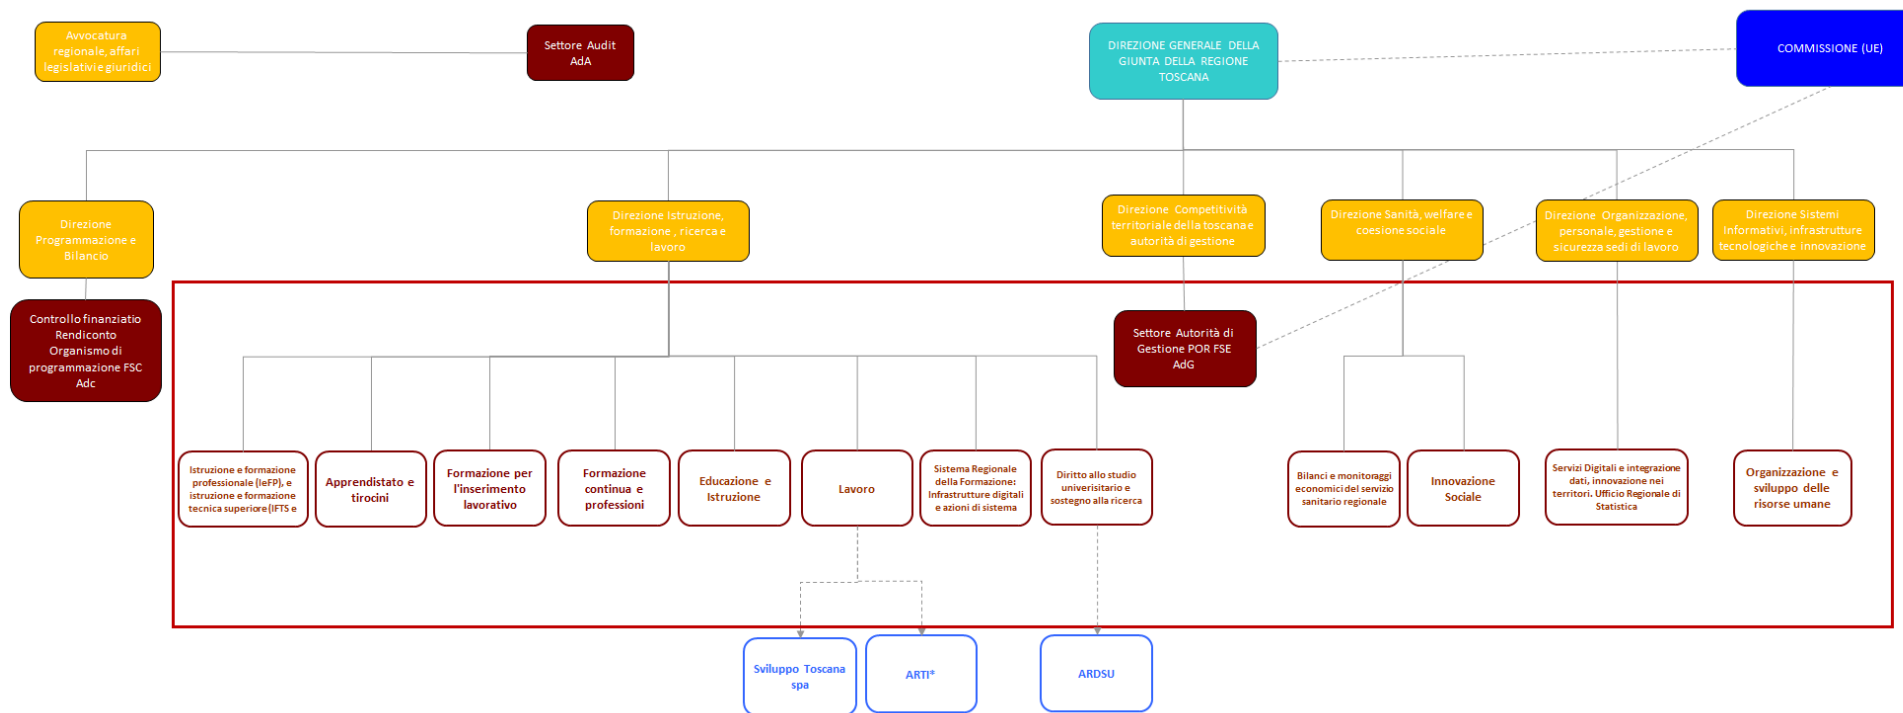 Avvocatura
regionale, affari
legislativi e giuridici
Settore Audit
AdA
DIREZIONE GENERALE DELLA
GIUNTA DELLA REGIONE
TOSCANA
COMMISSIONE (UE)
Direzione
Programmazione e
Bilancio
Direzione Istruzione,
formazione , ricerca e
lavoro
Direzione Competitività
territoriale della toscana e
autorità di gestione
Direzione Sanità, welfare e
coesione sociale
Direzione Organizzazione,
personale, gestione e
sicurezza sedi di lavoro
Direzione Sistemi
Informativi, infrastrutture
tecnologiche e innovazione
Controllo finanziatio
Rendiconto
Organismo di
programmazione FSC
Adc
Settore Autorità di
Gestione POR FSE
AdG
Istruzione e formazione
professionale (IeFP), e
istruzione e formazione
tecnica superiore (IFTS e
Apprendistato e
tirocini
Formazione per
l'inserimento
lavorativo
Formazione
continua e
professioni
Educazione e
Istruzione
Lavoro
Sistema Regionale
della Formazione:
Infrastrutture digitali
e azioni di sistema
Diritto allo studio
univerisitario e
sostegno alla ricerca
Bilanci e monitoraggi
economici del servizio
sanitario regionale
Innovazione
Sociale
Servizi Digitali e integrazione
dati, innovazione nei
territori. Ufficio Regionale di
Statistica
Organizzazione e
sviluppo delle
risorse umane
Sviluppo Toscana
spa
ARTI*
ARDSU